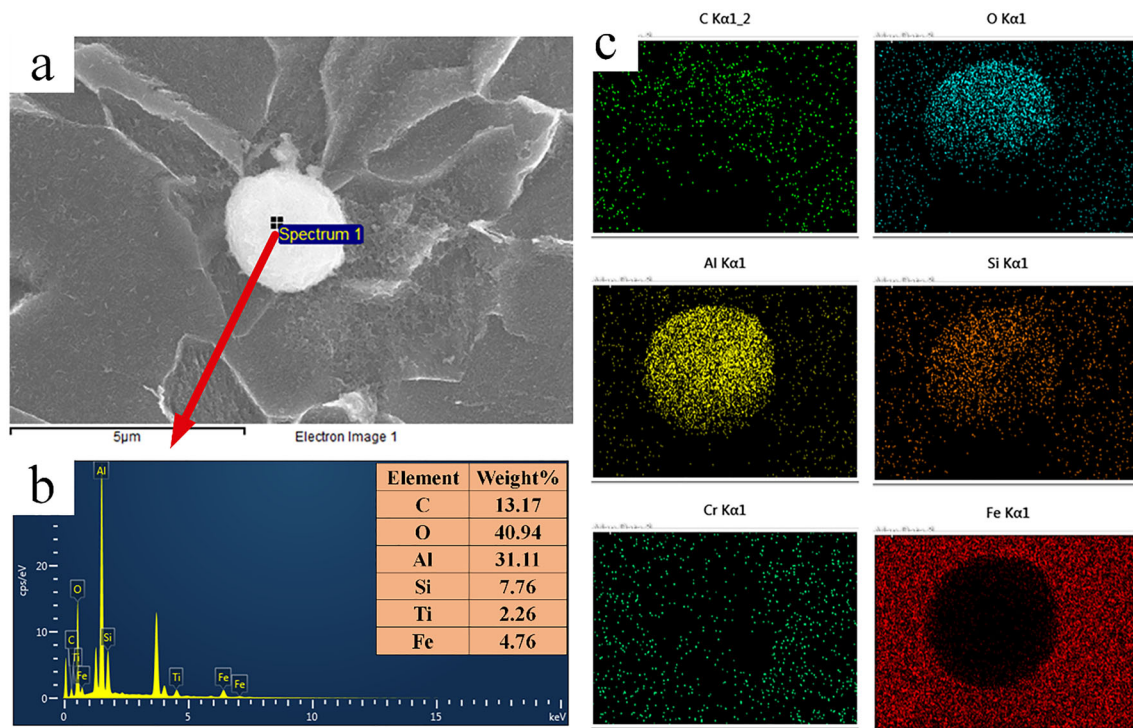 a
Spectrum 1
5µm
Electron Image 1
b
Al
O
C
Ti
Fe
Si
Ti
Fe
Fe
cps/eV
20
10
0
0
5
10
15
keV
Element Weight%
C 13.17
O 40.94
Al 31.11
Si 7.76
Ti 2.26
Fe 4.76
c
C Kα1_2
O Kα1
Al Kα1
Si Kα1
Cr Kα1
Fe Kα1